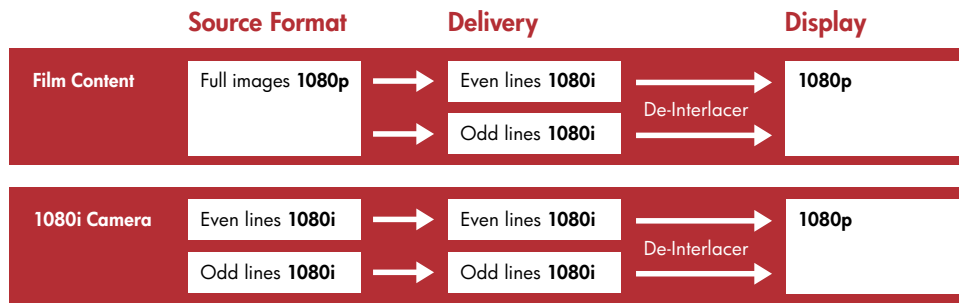 Source Format Delivery Display
Film Content Full images 1080p Even lines 1080i 1080p
De-Interlacer
Odd lines 1080i
1080i Camera Even lines 1080i Even lines 1080i 1080p
De-Interlacer
Odd lines 1080i Odd lines 1080i